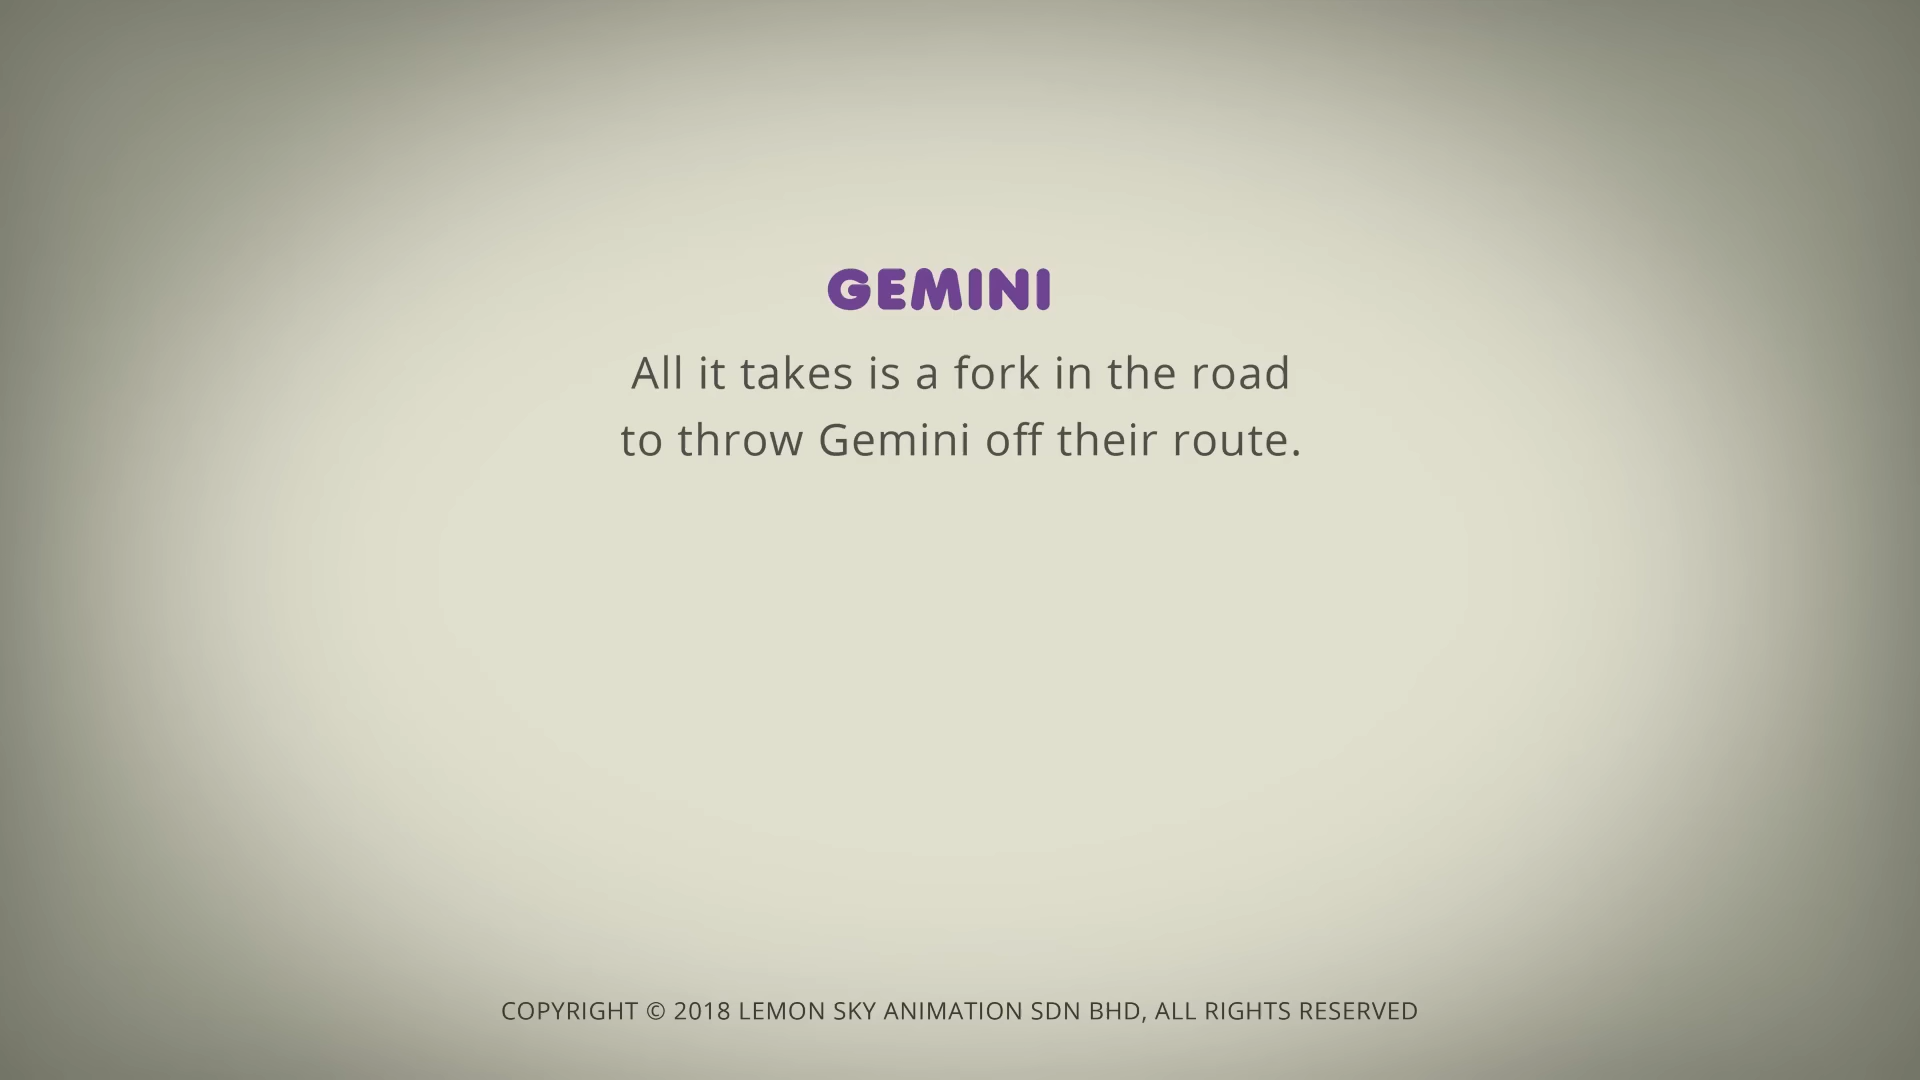 GEMINI
All it takes is a fork in the road
to throw Gemini off their route.
COPYRIGHT © 2018 LEMON SKY ANIMATION SDN BHD, ALL RIGHTS RESERVED